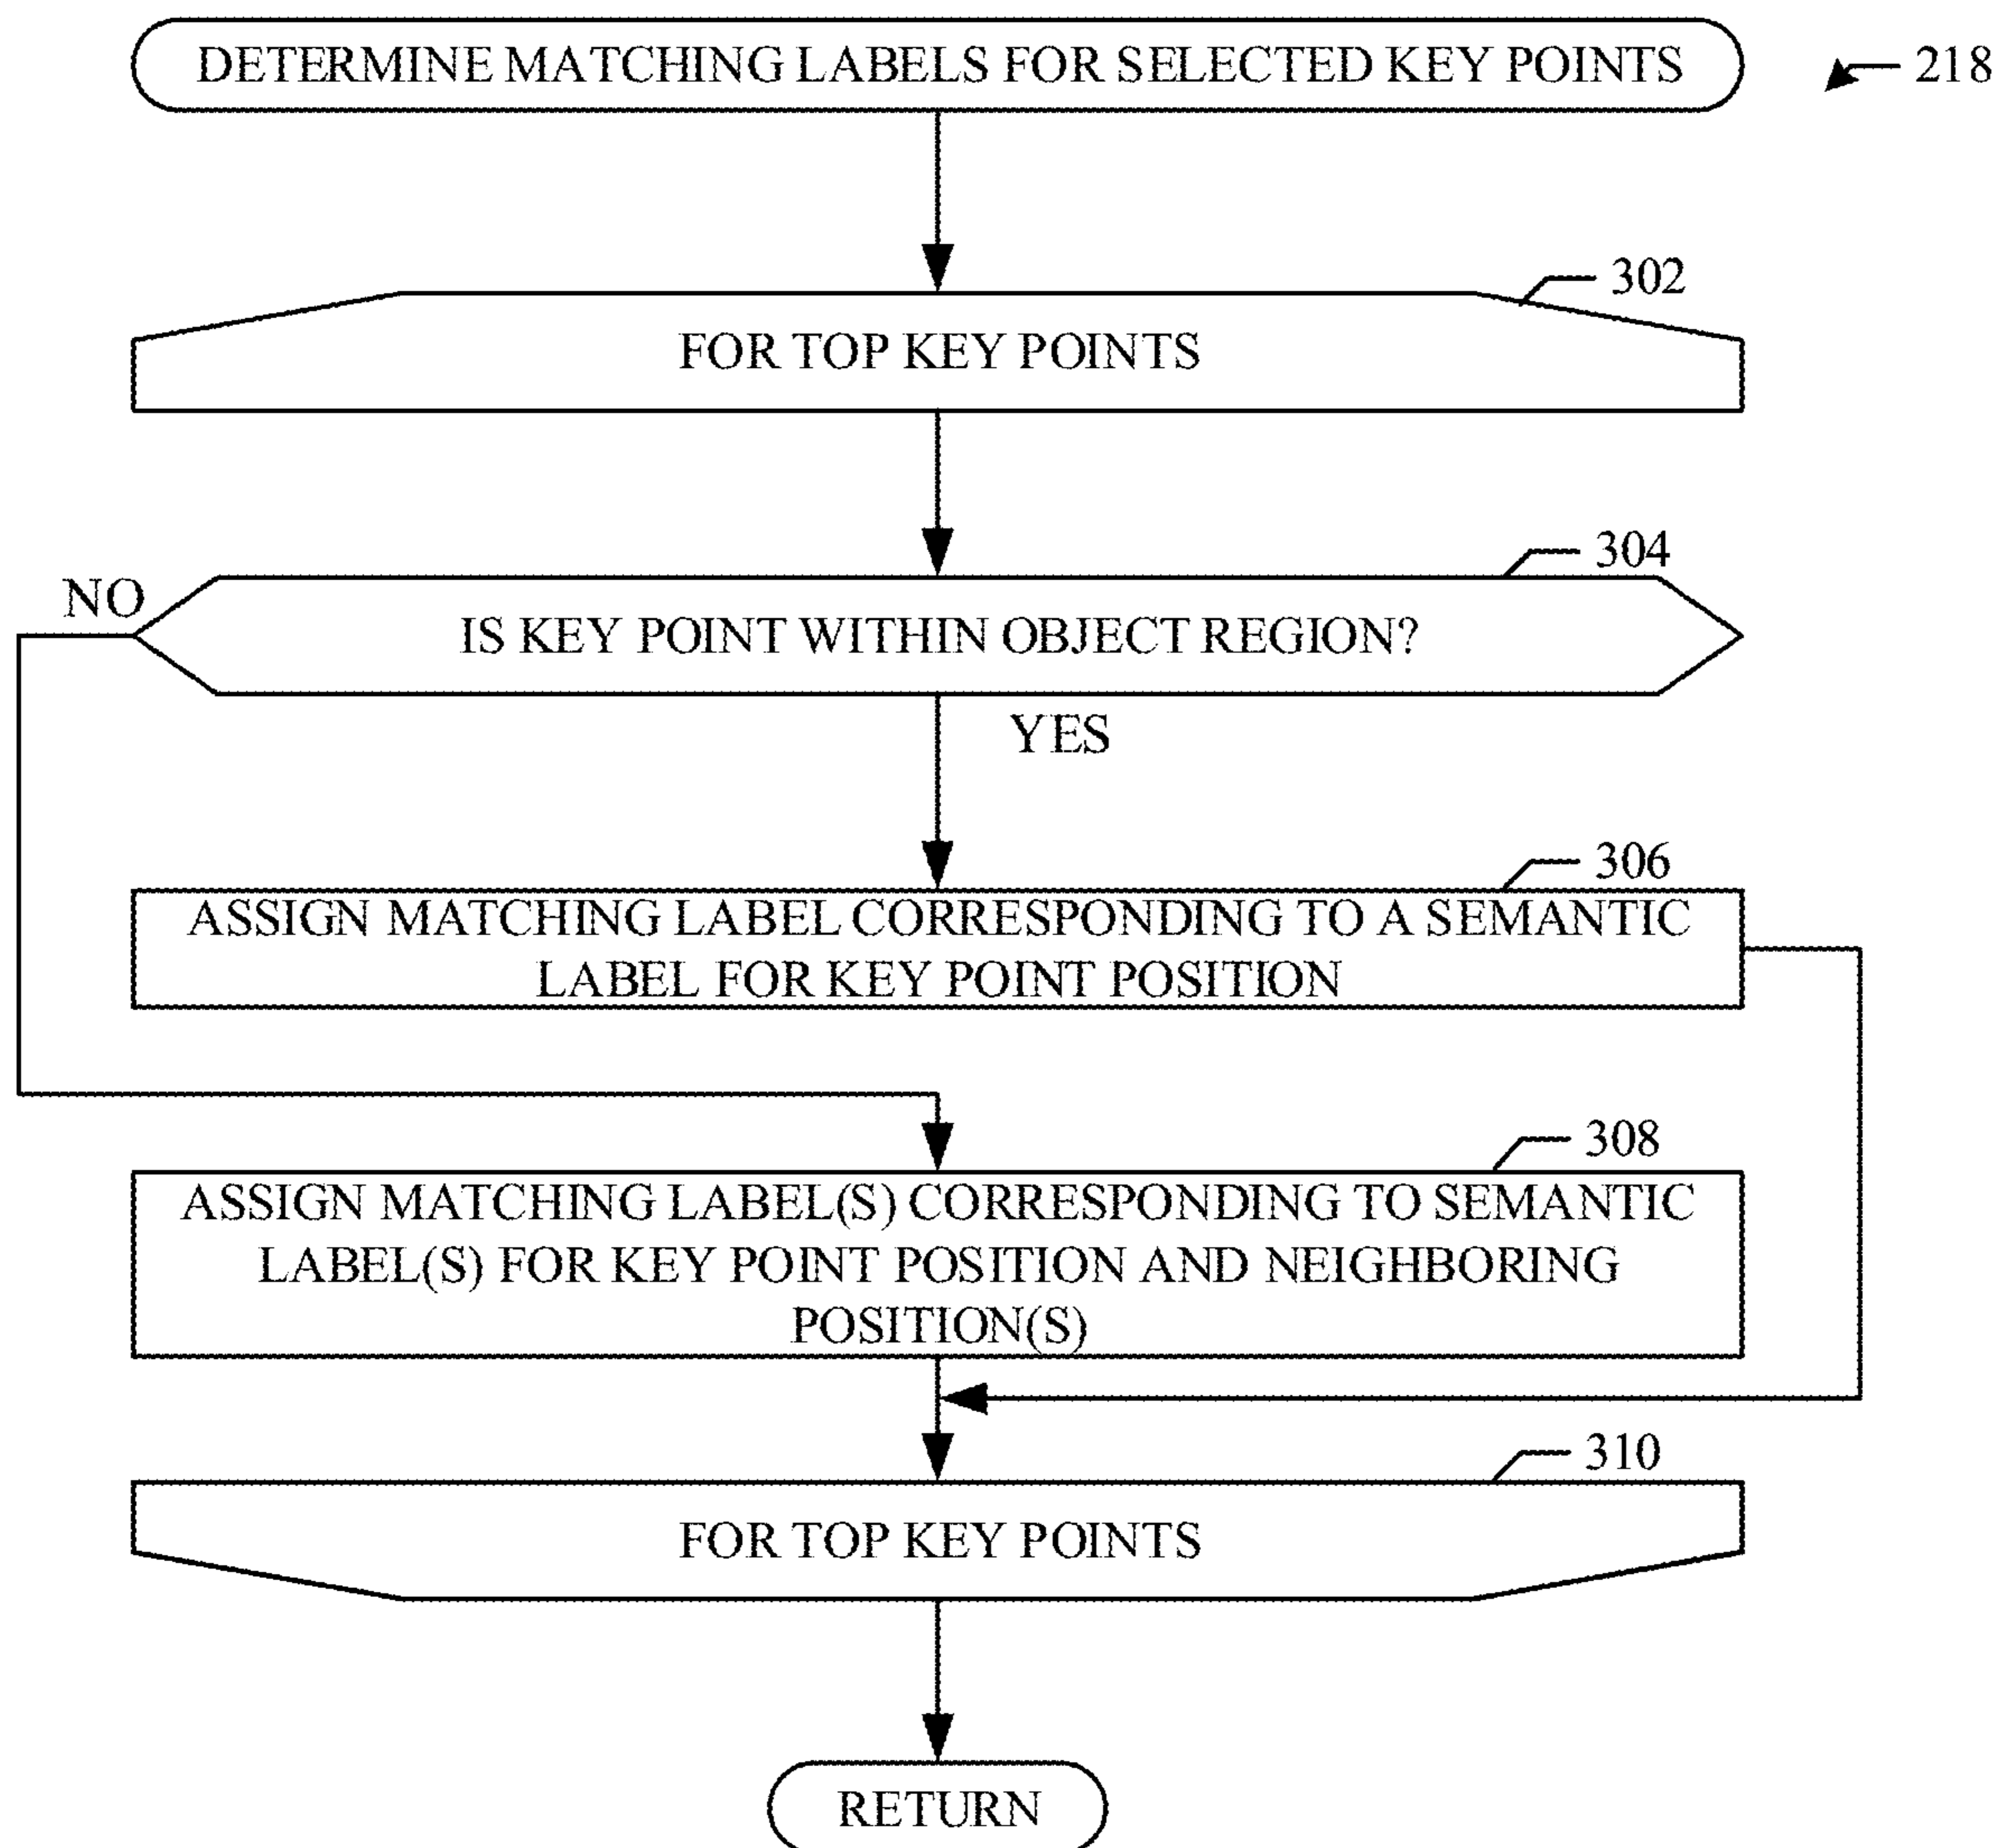 DETERMINE MATCHING LABELS FOR SELECTED KEY POINTS
218
302
FOR TOP KEY POINTS
304
NO
IS KEY POINT WITHIN OBJECT REGION?
YES
306
ASSIGN MATCHING LABEL CORRESPONDING TO A SEMANTIC
LABEL FOR KEY POINT POSITION
308
ASSIGN MATCHING LABEL(S) CORRESPONDING TO SEMANTIC
LABEL(S) FOR KEY POINT POSITION AND NEIGHBORING
POSITION(S)
310
FOR TOP KEY POINTS
RETURN